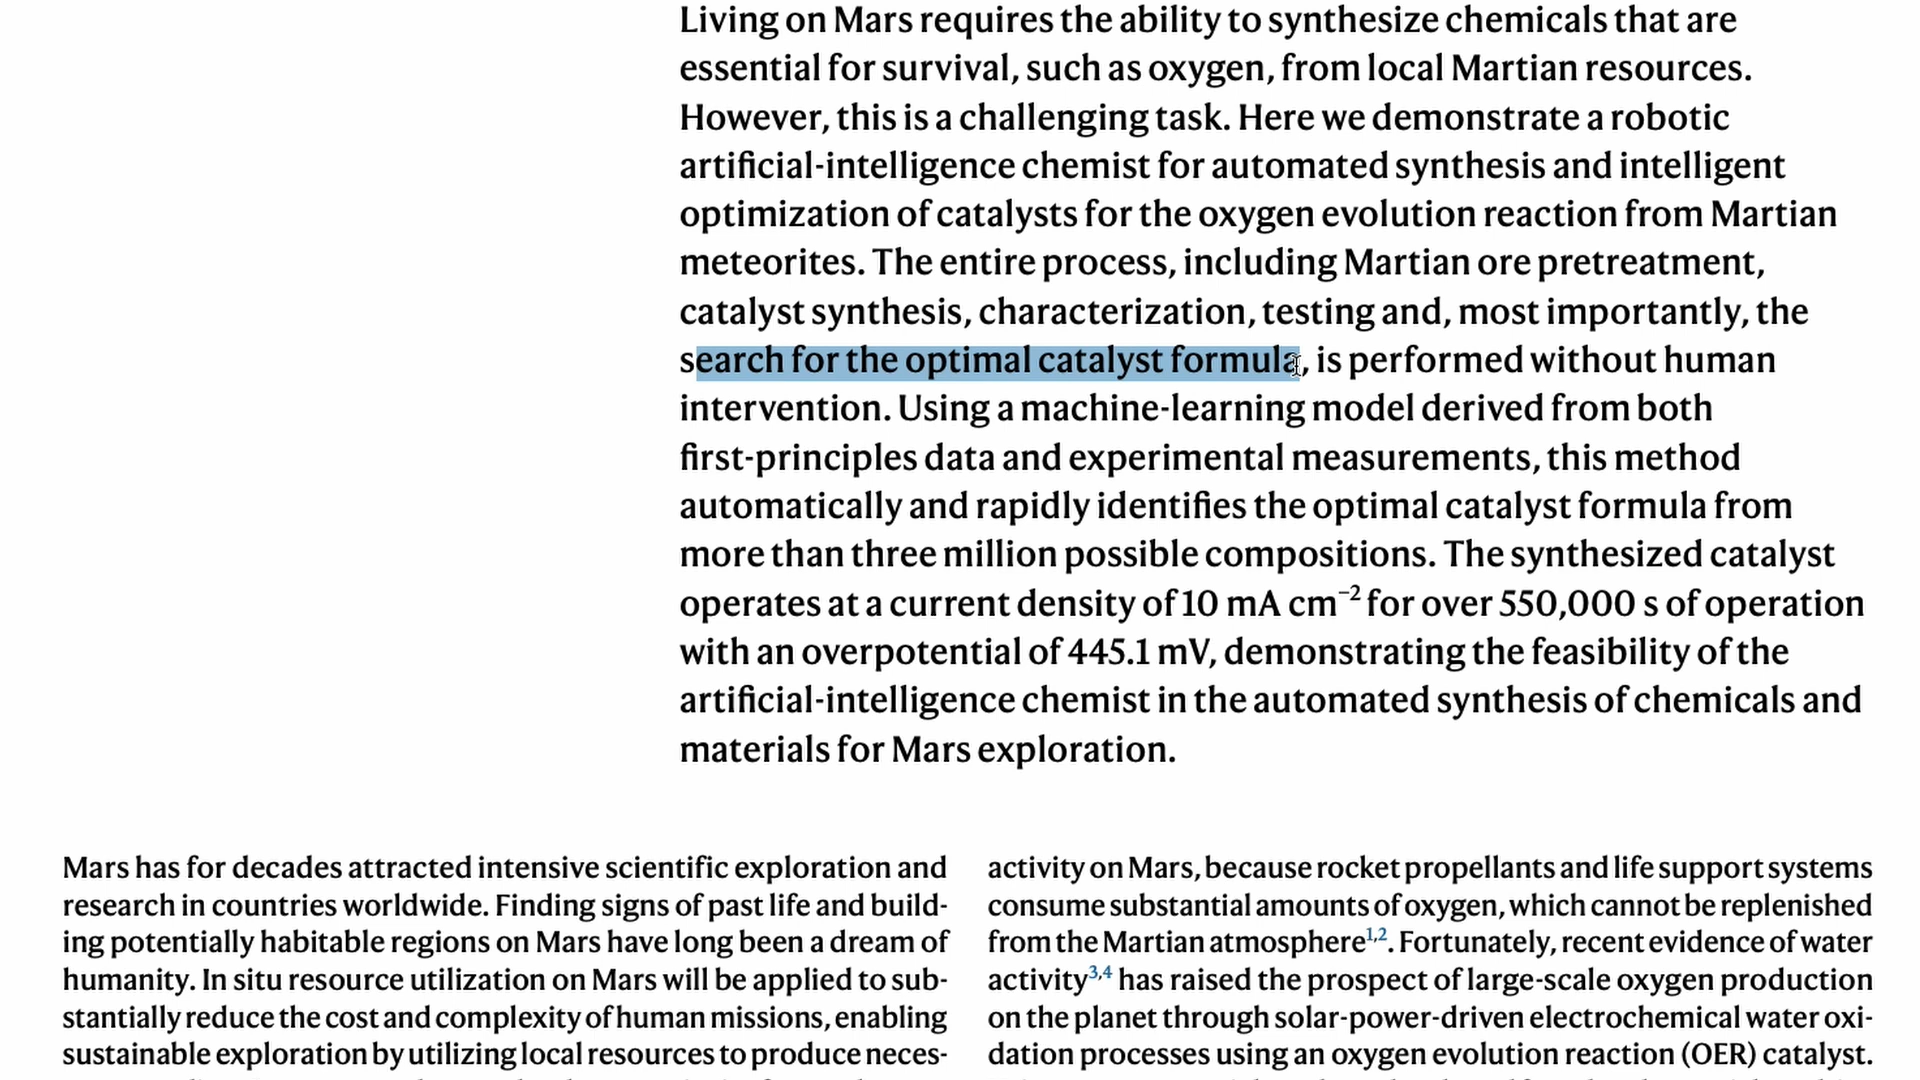 Living on Mars requires the ability to synthesize chemicals that are
essential for survival, such as oxygen, from local Martian resources.
However, this is a challenging task. Here we demonstrate a robotic
artificial-intelligence chemist for automated synthesis and intelligent
optimization of catalysts for the oxygen evolution reaction from Martian
meteorites. The entire process, including Martian ore pretreatment,
catalyst synthesis, characterization, testing and, most importantly, the
search for the optimal catalyst formula, is performed without human
intervention. Using a machine-learning model derived from both
first-principles data and experimental measurements, this method
automatically and rapidly identifies the optimal catalyst formula from
more than three million possible compositions. The synthesized catalyst
operates at a current density of 10 mA cm⁻² for over 550,000 s of operation
with an overpotential of 445.1 mV, demonstrating the feasibility of the
artificial-intelligence chemist in the automated synthesis of chemicals and
materials for Mars exploration.
Mars has for decades attracted intensive scientific exploration and
research in countries worldwide. Finding signs of past life and build-
ing potentially habitable regions on Mars have long been a dream of
humanity. In situ resource utilization on Mars will be applied to sub-
stantially reduce the cost and complexity of human missions, enabling
sustainable exploration by utilizing local resources to produce neces-
activity on Mars, because rocket propellants and life support systems
consume substantial amounts of oxygen, which cannot be replenished
from the Martian atmosphere¹,². Fortunately, recent evidence of water
activity³,⁴ has raised the prospect of large-scale oxygen production
on the planet through solar-power-driven electrochemical water oxi-
dation processes using an oxygen evolution reaction (OER) catalyst.